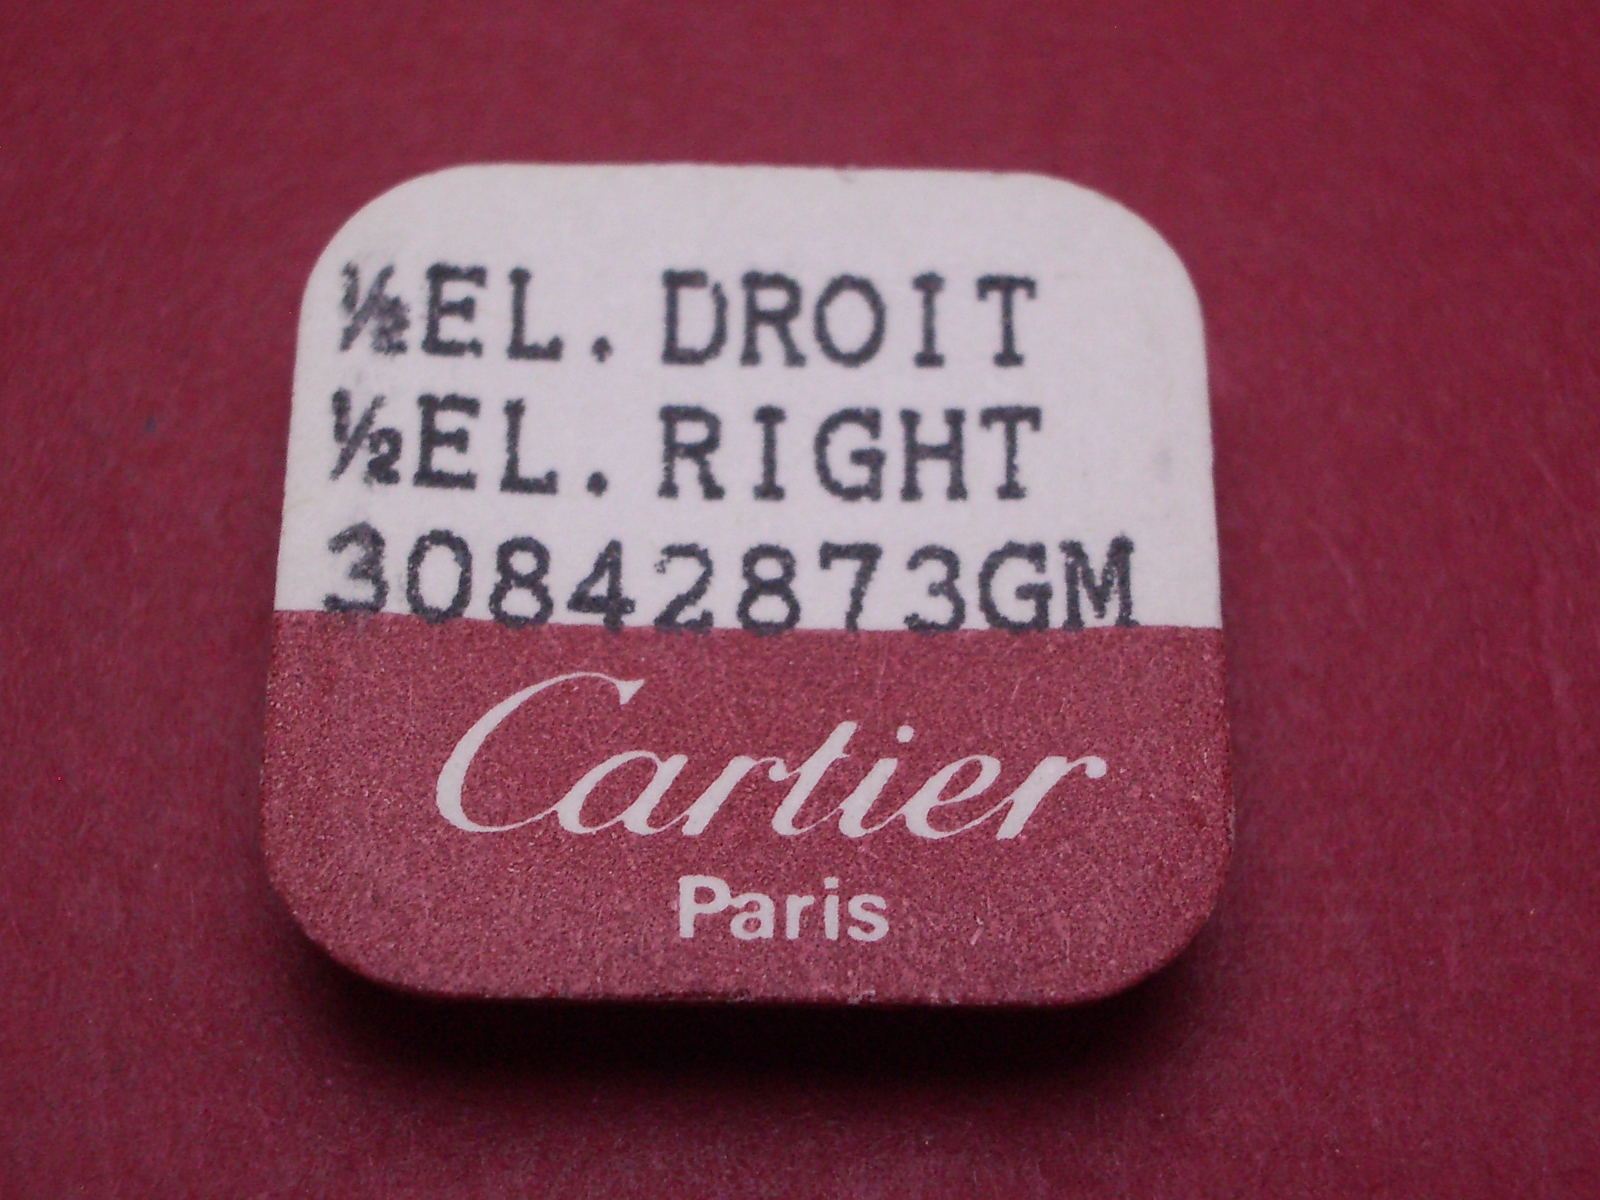 ½EL. DROIT
½EL. RIGHT
30842873GM
Cartier
Paris